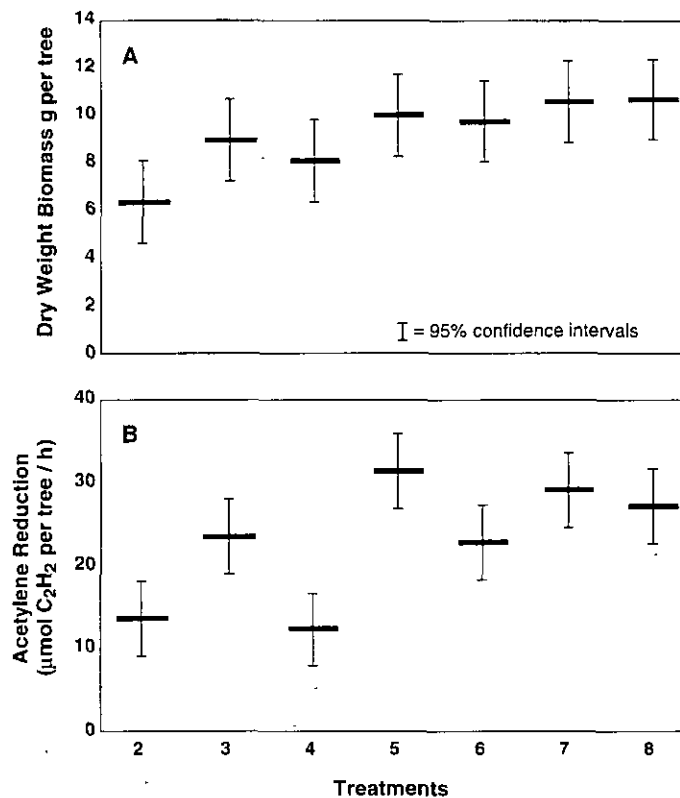 14
12
10
8
6
4
2
0
A
Dry Weight Biomass g per tree
I = 95% confidence intervals
40
30
20
10
0
B
Acetylene Reduction
(μmol C₂H₂ per tree / h)
2 3 4 5 6 7 8
Treatments